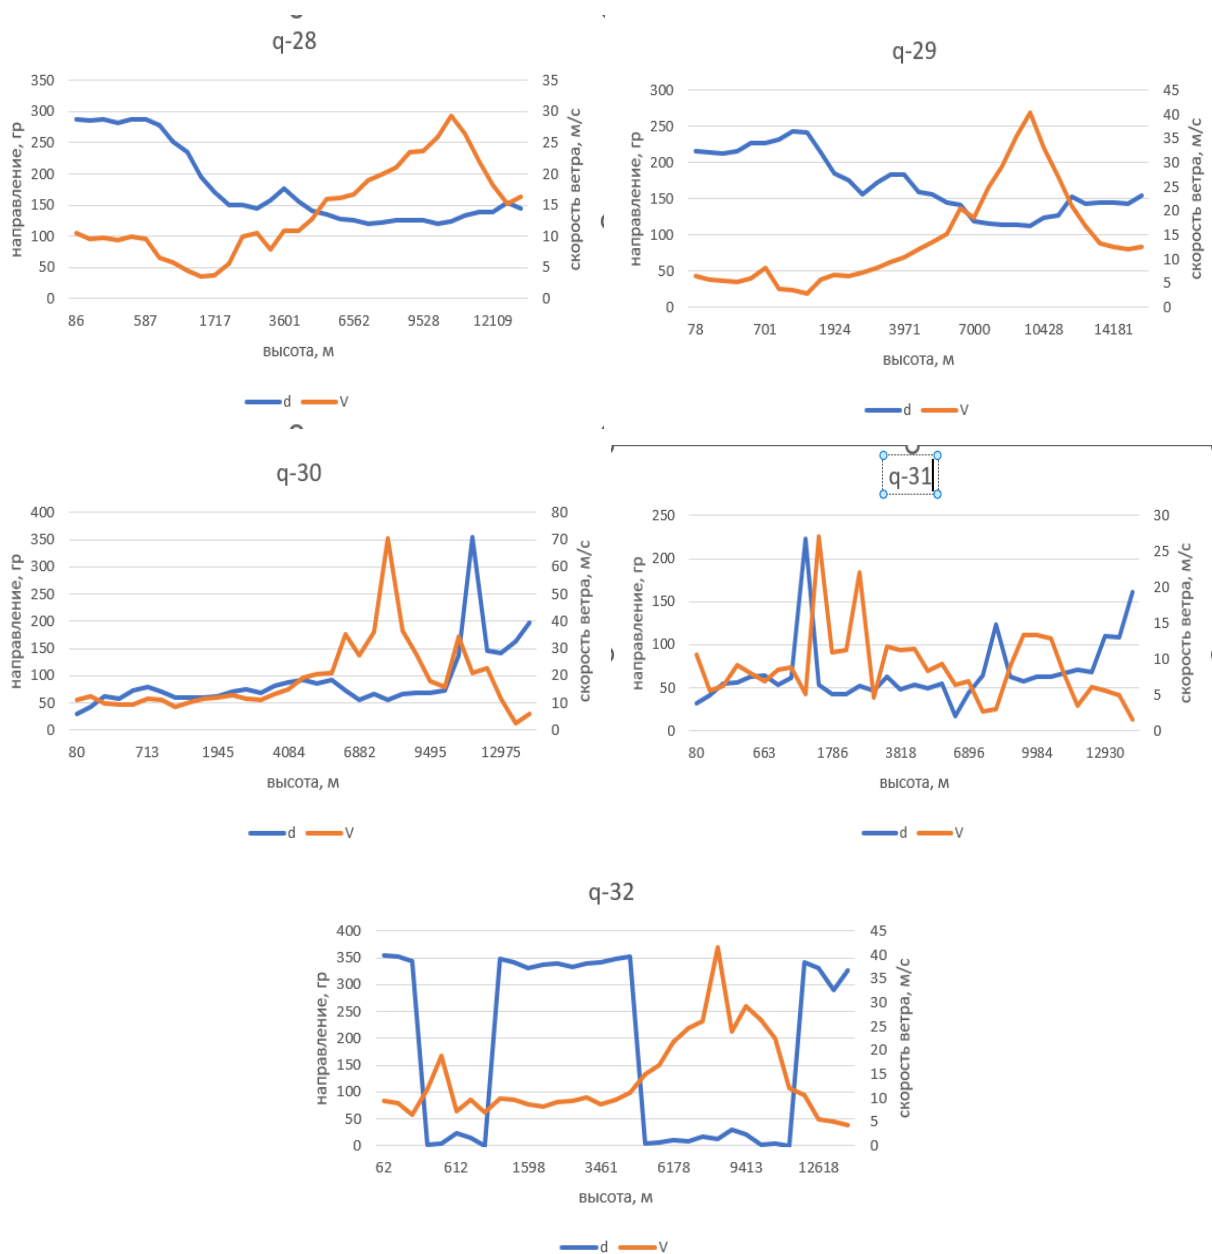 q-28
350
300
250
200
150
100
50
0
35
30
25
20
15
10
5
0
направление, гр
скорость ветра, м/с
86 587 1717 3601 6562 9528 12109
высота, м
d V
q-29
300
250
200
150
100
50
0
45
40
35
30
25
20
15
10
5
0
направление, гр
скорость ветра, м/с
78 701 1924 3971 7000 10428 14181
высота, м
d V
q-30
400
350
300
250
200
150
100
50
0
80
70
60
50
40
30
20
10
0
направление, гр
скорость ветра, м/с
80 713 1945 4084 6882 9495 12975
высота, м
d V
q-31
250
200
150
100
50
0
30
25
20
15
10
5
0
направление, гр
скорость ветра, м/с
80 663 1786 3818 6896 9984 12930
высота, м
d V
q-32
400
350
300
250
200
150
100
50
0
45
40
35
30
25
20
15
10
5
0
направление, гр
скорость ветра, м/с
62 612 1598 3461 6178 9413 12618
высота, м
d V